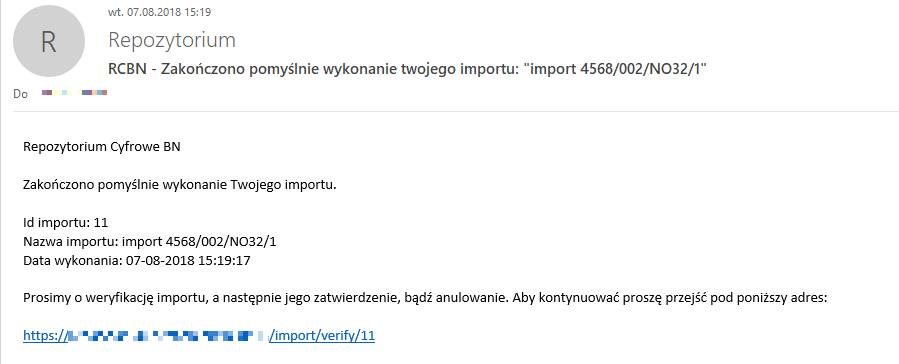 wt. 07.08.2018 15:19
R
Repozytorium
RCBN - Zakończono pomyślnie wykonanie twojego importu: "import 4568/002/NO32/1"
Do
Repozytorium Cyfrowe BN
Zakończono pomyślnie wykonanie Twojego importu.
Id importu: 11
Nazwa importu: import 4568/002/NO32/1
Data wykonania: 07-08-2018 15:19:17
Prosimy o weryfikację importu, a następnie jego zatwierdzenie, bądź anulowanie. Aby kontynuować proszę przejść pod poniższy adres:
https:// /import/verify/11